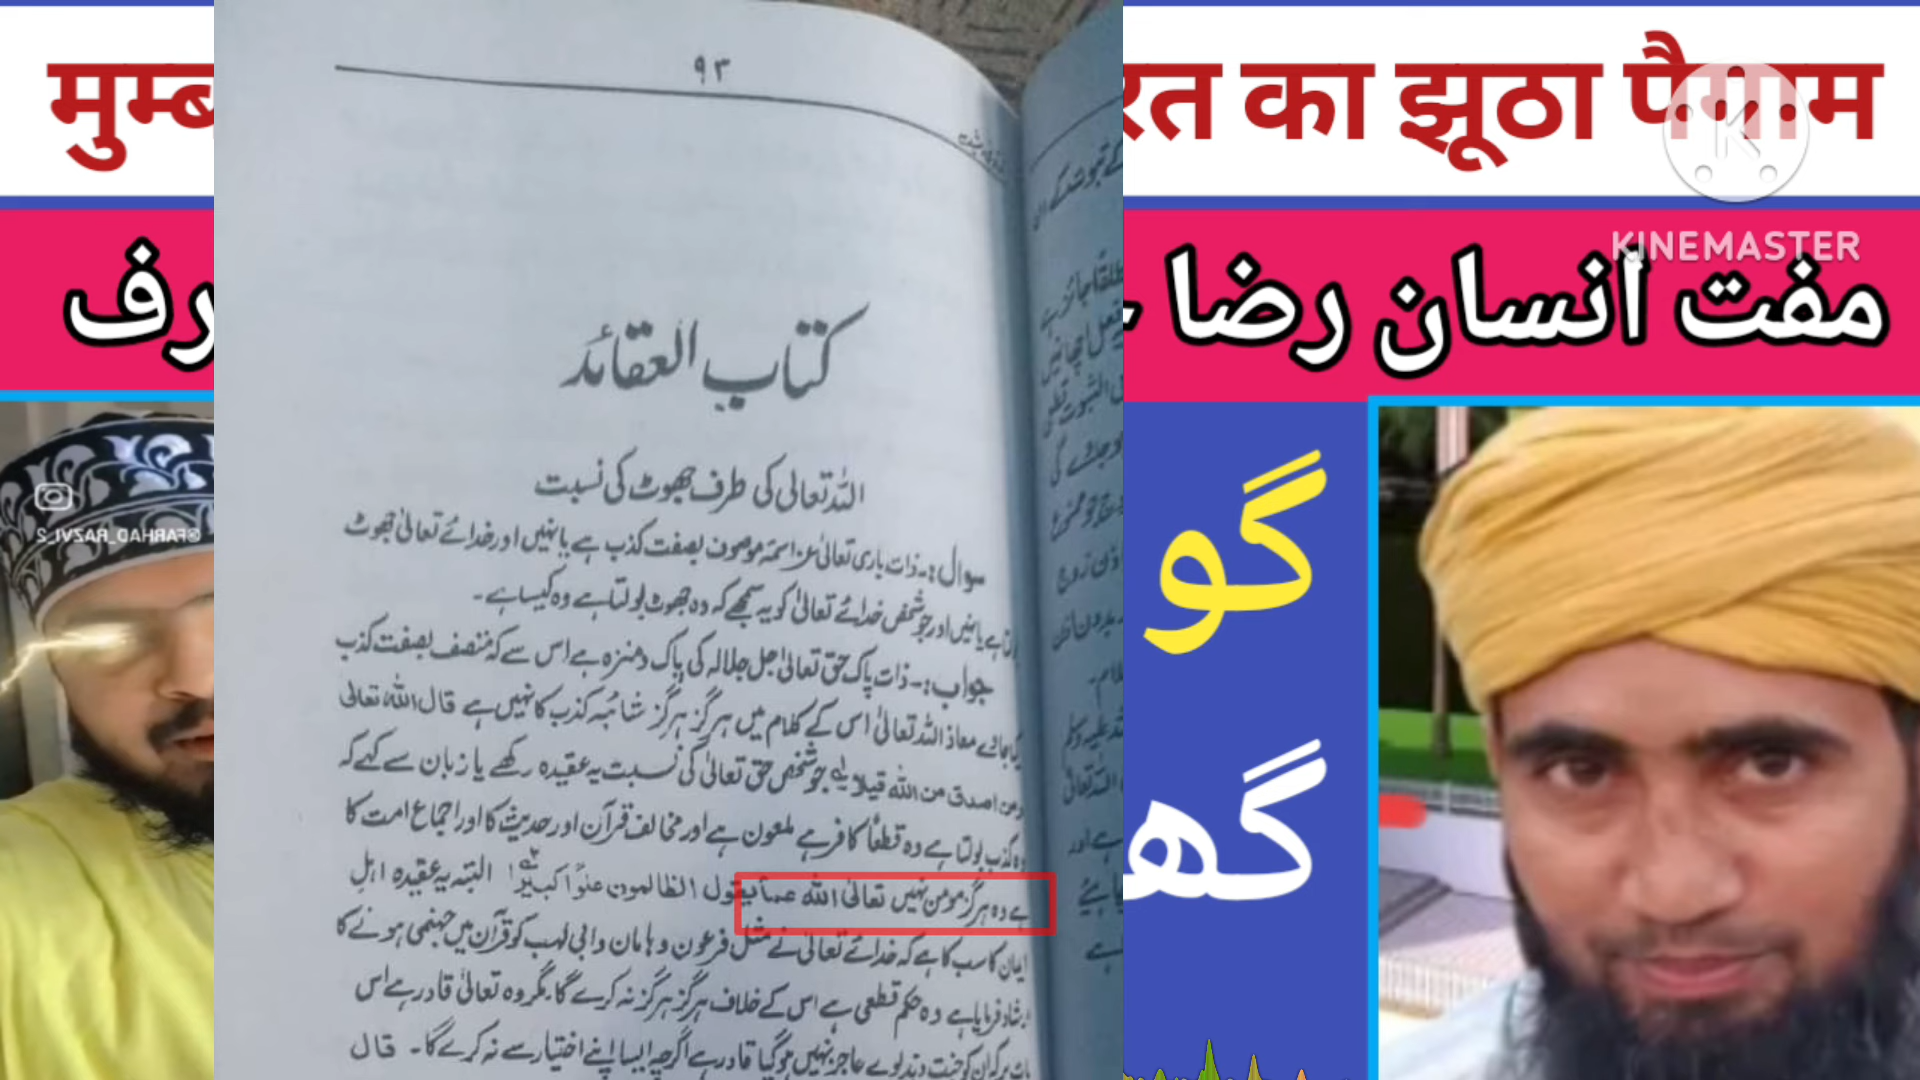 मुम्ब
रत का झूठा पैगाम
KINEMASTER
رف
مفت انسان رضا
گو
گھ
@FARHAD_RAZVI_2
۹۳
کتاب العقائد
اللہ تعالی کی طرف جھوٹ کی نسبت
سوال:۔ ذات باری تعالیٰ عز اسمہٗ موصوف بصفت کذب ہے یا نہیں اور خدائے تعالیٰ جھوٹ
ہے یا نہیں اور جو شخص خدائے تعالیٰ کو یہ سمجھے کہ وہ جھوٹ بولتا ہے وہ کیسا ہے۔
جواب:۔ ذات پاک حق تعالیٰ جل جلالہ کی پاک و منزہ ہے اس سے کہ متصف بصفت کذب
کیا جائے معاذ اللہ تعالیٰ اس کے کلام میں ہرگز ہرگز شائبہ کذب کا نہیں ہے قال اللہ تعالی
ومن اصدق من اللہ قیلا جو شخص حق تعالیٰ کی نسبت یہ عقیدہ رکھے یا زبان سے کہے کہ
وہ کذب بولتا ہے وہ قطعاً کافر ہے ملعون ہے اور مخالف قرآن اور حدیث کا اور اجماع امت کا
ہے وہ ہرگز مومن نہیں تعالیٰ اللہ عما یقول الظالمون علوًا کبیرًا البتہ یہ عقیدہ اہل
ایمان کا سب کا ہے کہ خدائے تعالیٰ نے مثل فرعون و ہامان و ابی لہب کو قرآن میں جہنمی ہونے کا
ارشاد فرمایا ہے وہ حکم قطعی ہے اس کے خلاف ہرگز ہرگز نہ کرے گا۔ مگر وہ تعالیٰ قادر ہے اس
بات پر کہ ان کو جنت دیدیوے عاجز نہیں ہو گیا قادر ہے اگرچہ ایسا اپنے اختیار سے نہ کرے گا۔ قال